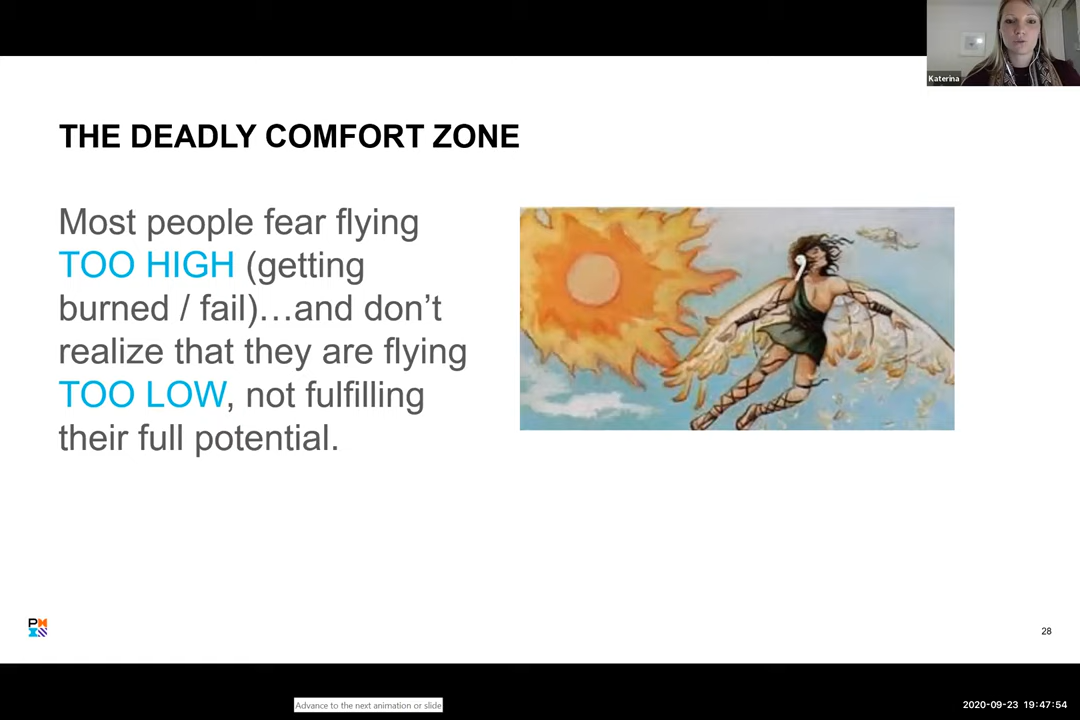 Katerina
THE DEADLY COMFORT ZONE
Most people fear flying
TOO HIGH (getting
burned / fail)…and don’t
realize that they are flying
TOO LOW, not fulfilling
their full potential.
28
Advance to the next animation or slide
2020-09-23 19:47:54